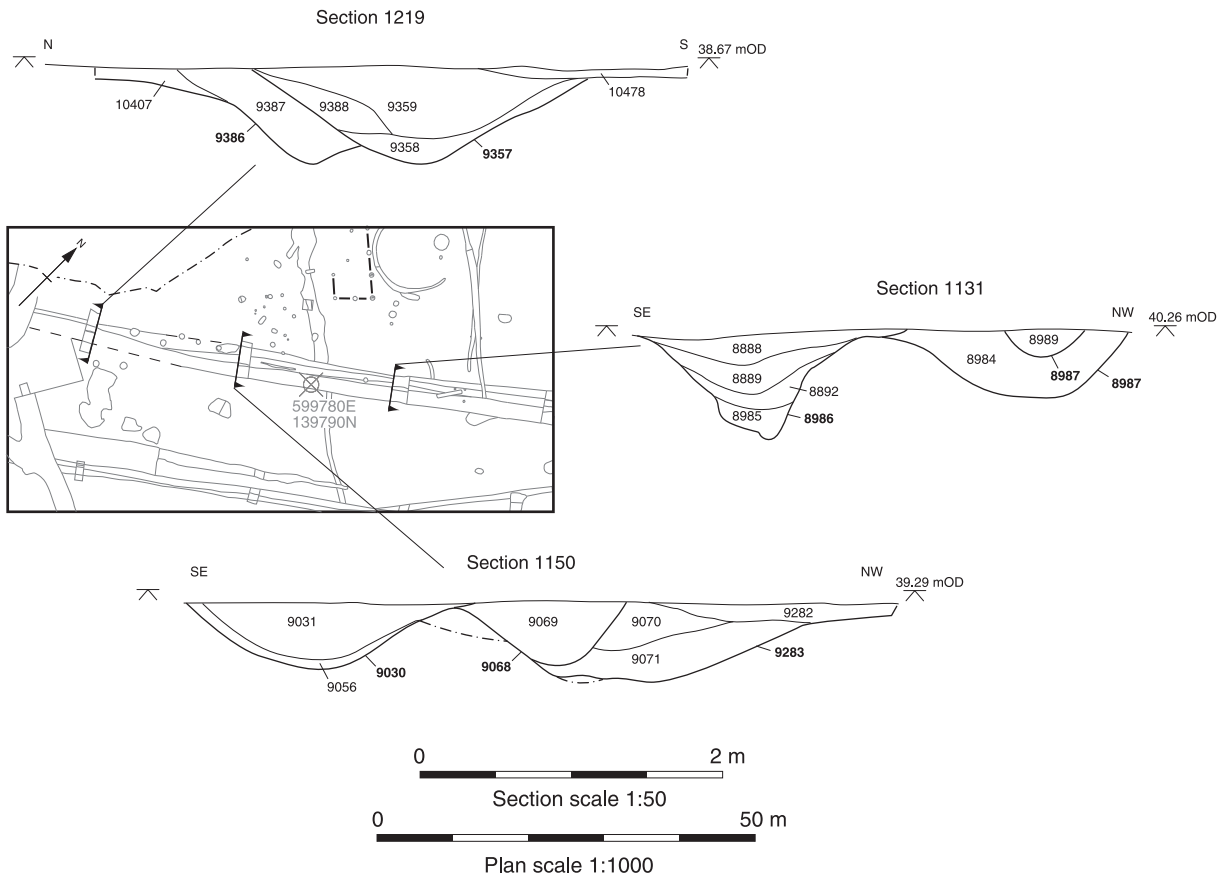 Section 1219
N
S
38.67 mOD
10407
9387
9388
9359
10478
9386
9358
9357
N
599780E
139790N
Section 1131
SE
NW
40.26 mOD
8888
8989
8984
8889
8892
8987
8987
8985
8986
Section 1150
SE
NW
39.29 mOD
9031
9069
9070
9282
9071
9056
9030
9068
9283
0
2 m
Section scale 1:50
0
50 m
Plan scale 1:1000